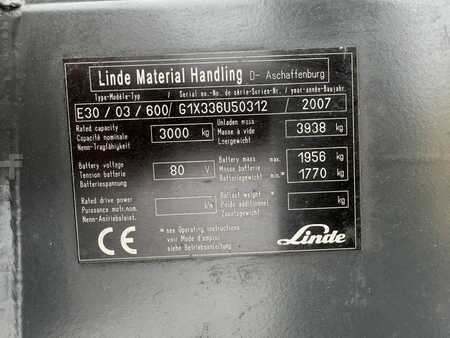 Linde Material Handling D- Aschaffenburg
Type-Modèle-Typ / Serial no.-No de série-Serien-Nr. / year-année-Baujahr
E30 / 03 / 600/ G1X336U50312 / 2007
Rated capacity Capacité nominale Nenn-Tragfähigkeit 3000 kg
Unladen mass Masse à vide Leergewicht 3938 kg
Battery voltage Tension batterie Batteriespannung 80 V
Battery mass Masse batterie Batteriegewicht max * min * 1956 1770 kg
Rated drive power Puissance motr.nom. Nenn-Antriebsleist. kW
Ballast weight * Poids additionnel Zusatzgewicht kg
CE
* see Operating instructions
voir Mode d'emploi
siehe Betriebsanleitung
Linde